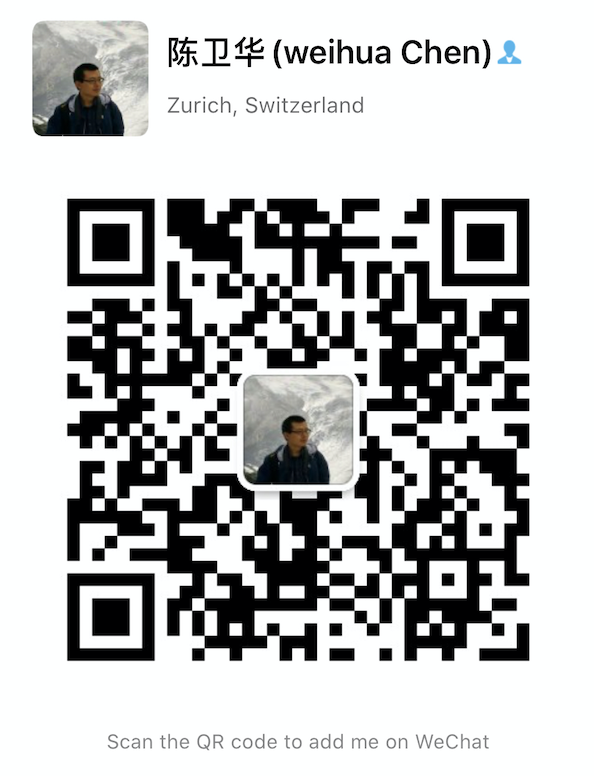 陈卫华(weihua Chen)
Zurich, Switzerland
Scan the QR code to add me on WeChat